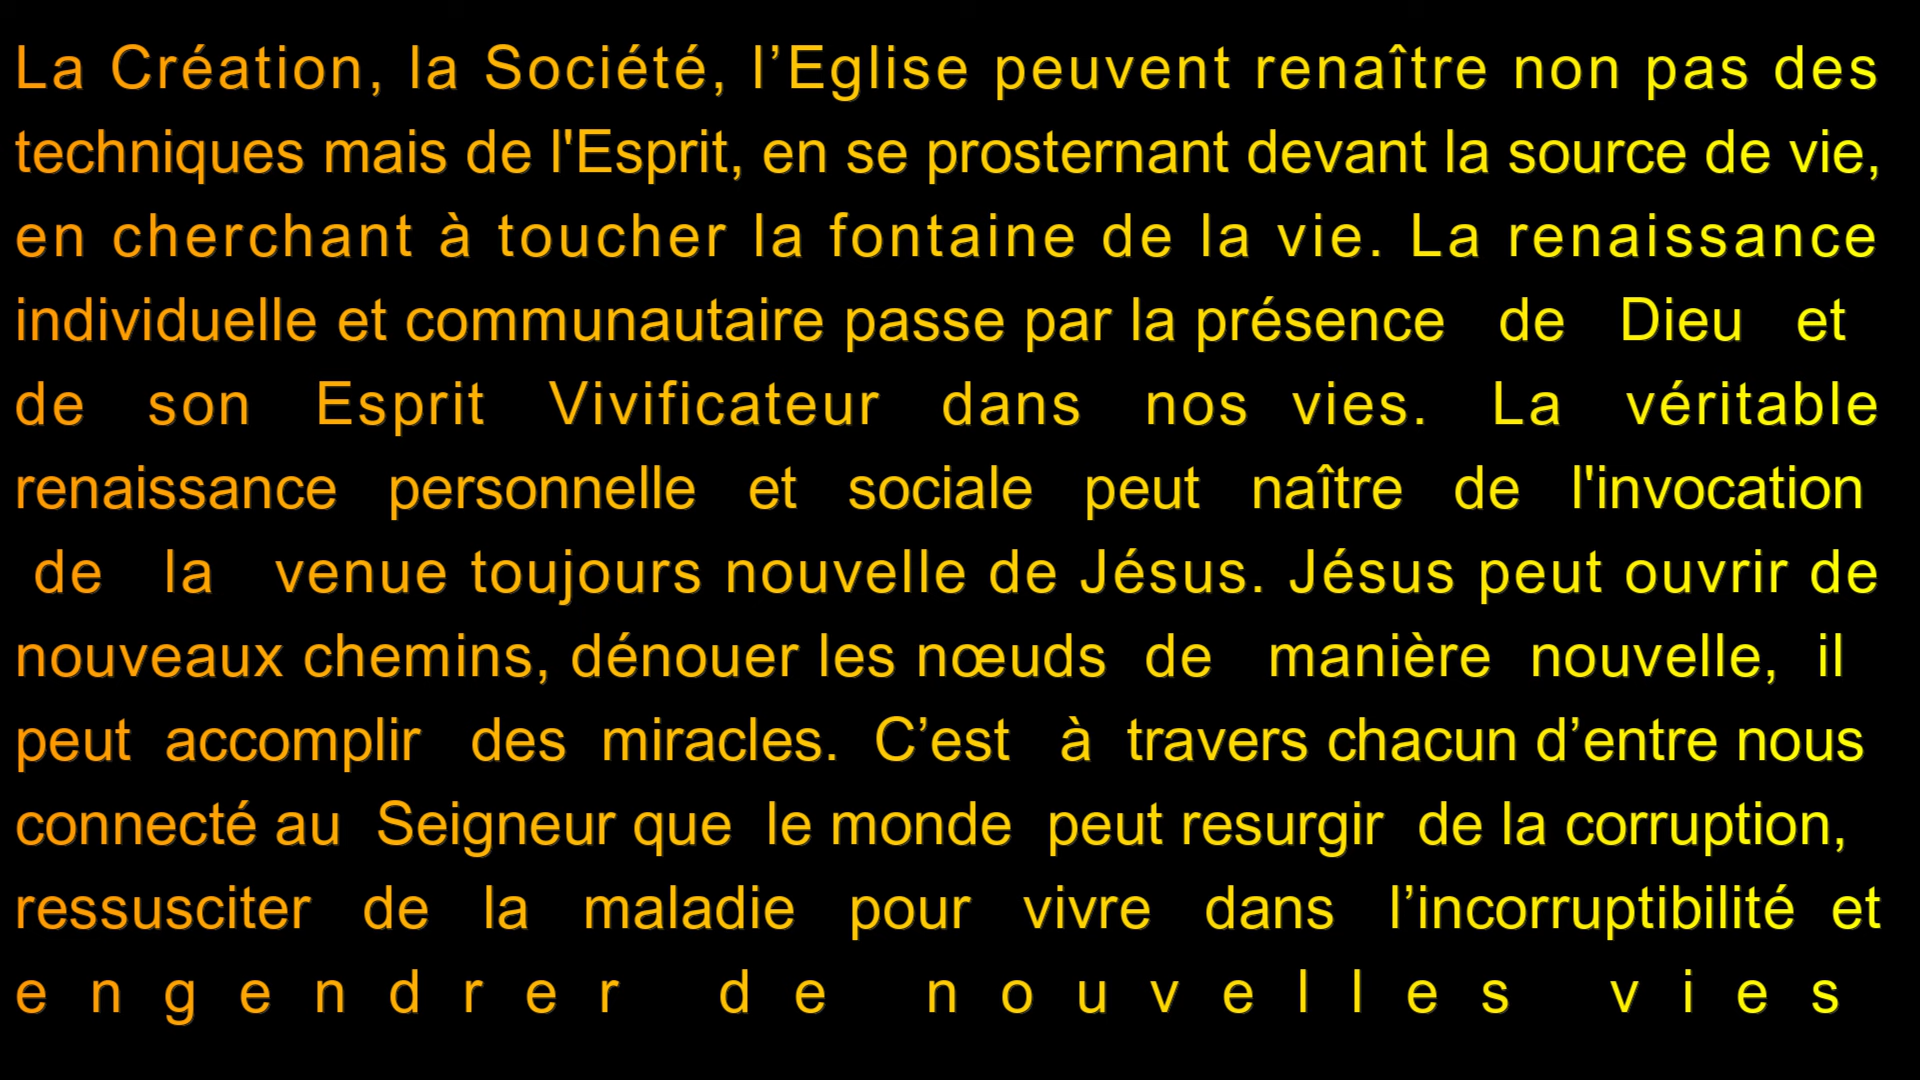 La Création, la Société, l’Eglise peuvent renaître non pas des
techniques mais de l'Esprit, en se prosternant devant la source de vie,
en cherchant à toucher la fontaine de la vie. La renaissance
individuelle et communautaire passe par la présence de Dieu et
de son Esprit Vivificateur dans nos vies. La véritable
renaissance personnelle et sociale peut naître de l'invocation
de la venue toujours nouvelle de Jésus. Jésus peut ouvrir de
nouveaux chemins, dénouer les nœuds de manière nouvelle, il
peut accomplir des miracles. C’est à travers chacun d’entre nous
connecté au Seigneur que le monde peut resurgir de la corruption,
ressusciter de la maladie pour vivre dans l’incorruptibilité et
engendrer de nouvelles vies